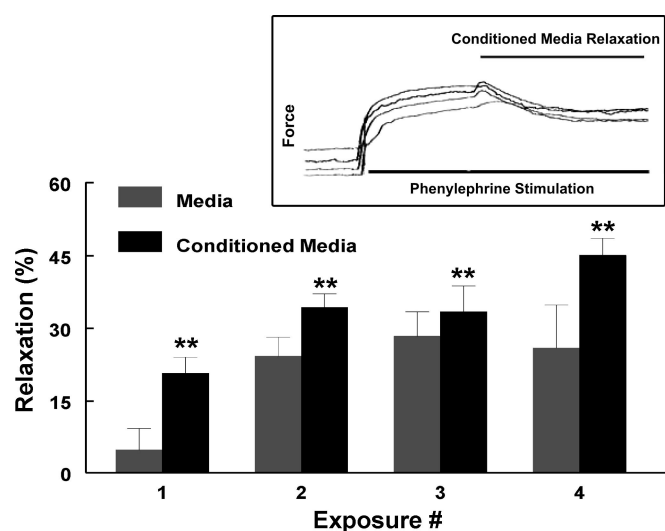 Conditioned Media Relaxation
Force
Phenylephrine Stimulation
Media
Conditioned Media
Relaxation (%)
60
45
30
15
0
**
**
**
**
1 2 3 4
Exposure #